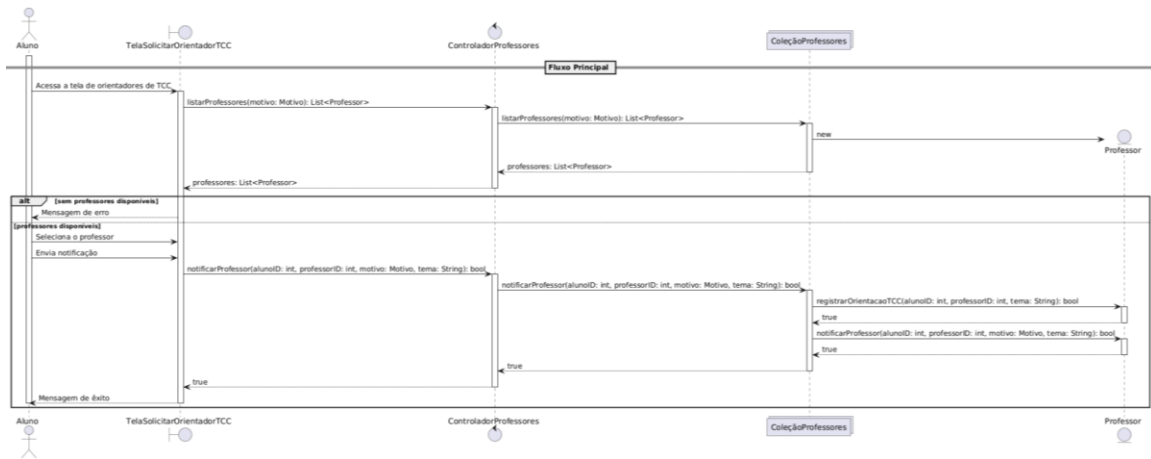 Aluno
TelaSolicitarOrientadorTCC
ControladorProfessores
ColeçãoProfessores
Fluxo Principal
Acessa a tela de orientadores de TCC
listarProfessores(motivo: Motivo): List<Professor>
listarProfessores(motivo: Motivo): List<Professor>
new
Professor
professores: List<Professor>
professores: List<Professor>
alt
[sem professores disponíveis]
Mensagem de erro
[professores disponíveis]
Seleciona o professor
Envia notificação
notificarProfessor(alunoID: int, professorID: int, motivo: Motivo, tema: String): bool
notificarProfessor(alunoID: int, professorID: int, motivo: Motivo, tema: String): bool
registrarOrientacaoTCC(alunoID: int, professorID: int, tema: String): bool
true
notificarProfessor(alunoID: int, professorID: int, motivo: Motivo, tema: String): bool
true
true
true
Mensagem de êxito
Aluno
TelaSolicitarOrientadorTCC
ControladorProfessores
ColeçãoProfessores
Professor